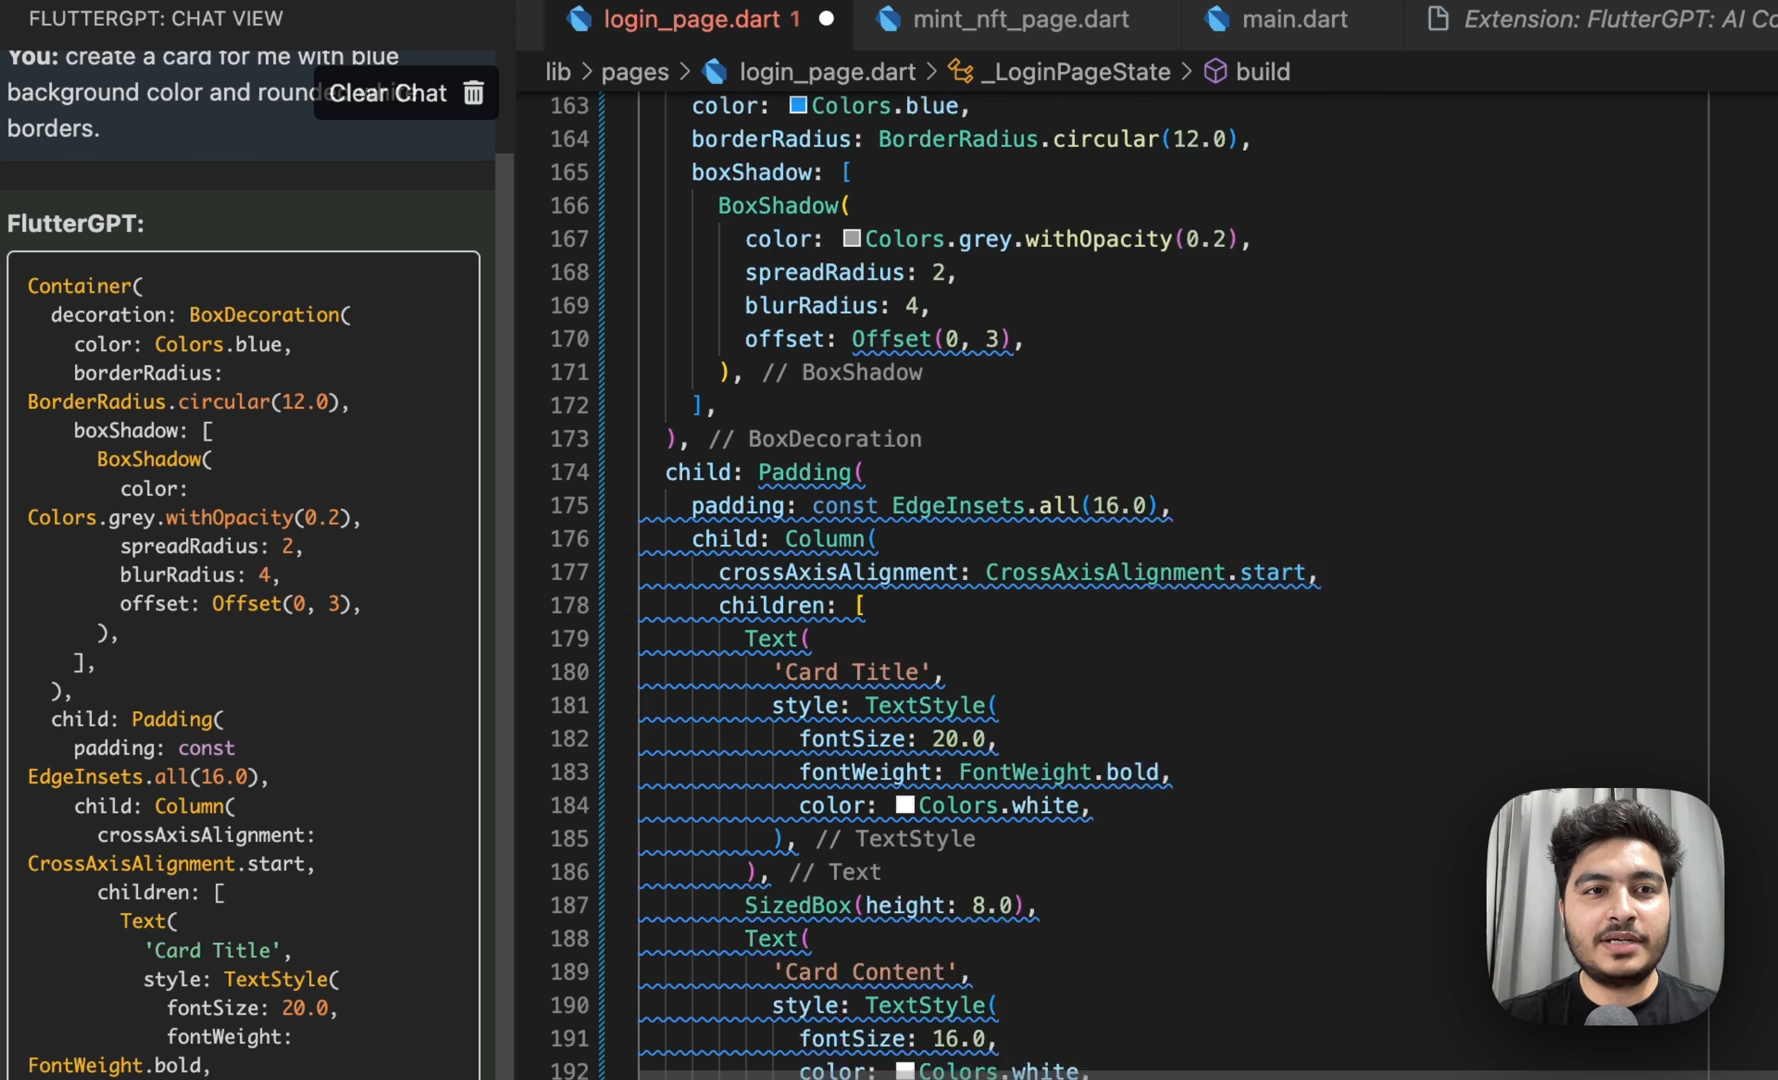 FLUTTERGPT: CHAT VIEW
You: create a card for me with blue
background color and round
borders.
Clear Chat
FlutterGPT:
Container(
decoration: BoxDecoration(
color: Colors.blue,
borderRadius:
BorderRadius.circular(12.0),
boxShadow: [
BoxShadow(
color:
Colors.grey.withOpacity(0.2),
spreadRadius: 2,
blurRadius: 4,
offset: Offset(0, 3),
),
],
),
child: Padding(
padding: const
EdgeInsets.all(16.0),
child: Column(
crossAxisAlignment:
CrossAxisAlignment.start,
children: [
Text(
'Card Title',
style: TextStyle(
fontSize: 20.0,
fontWeight:
FontWeight.bold,
login_page.dart 1
mint_nft_page.dart
main.dart
Extension: FlutterGPT: AI Co
lib > pages > login_page.dart > _LoginPageState > build
163 color: Colors.blue,
164 borderRadius: BorderRadius.circular(12.0),
165 boxShadow: [
166 BoxShadow(
167 color: Colors.grey.withOpacity(0.2),
168 spreadRadius: 2,
169 blurRadius: 4,
170 offset: Offset(0, 3),
171 ), // BoxShadow
172 ],
173 ), // BoxDecoration
174 child: Padding(
175 padding: const EdgeInsets.all(16.0),
176 child: Column(
177 crossAxisAlignment: CrossAxisAlignment.start,
178 children: [
179 Text(
180 'Card Title',
181 style: TextStyle(
182 fontSize: 20.0,
183 fontWeight: FontWeight.bold,
184 color: Colors.white,
185 ), // TextStyle
186 ), // Text
187 SizedBox(height: 8.0),
188 Text(
189 'Card Content',
190 style: TextStyle(
191 fontSize: 16.0,
192 color: Colors.white,